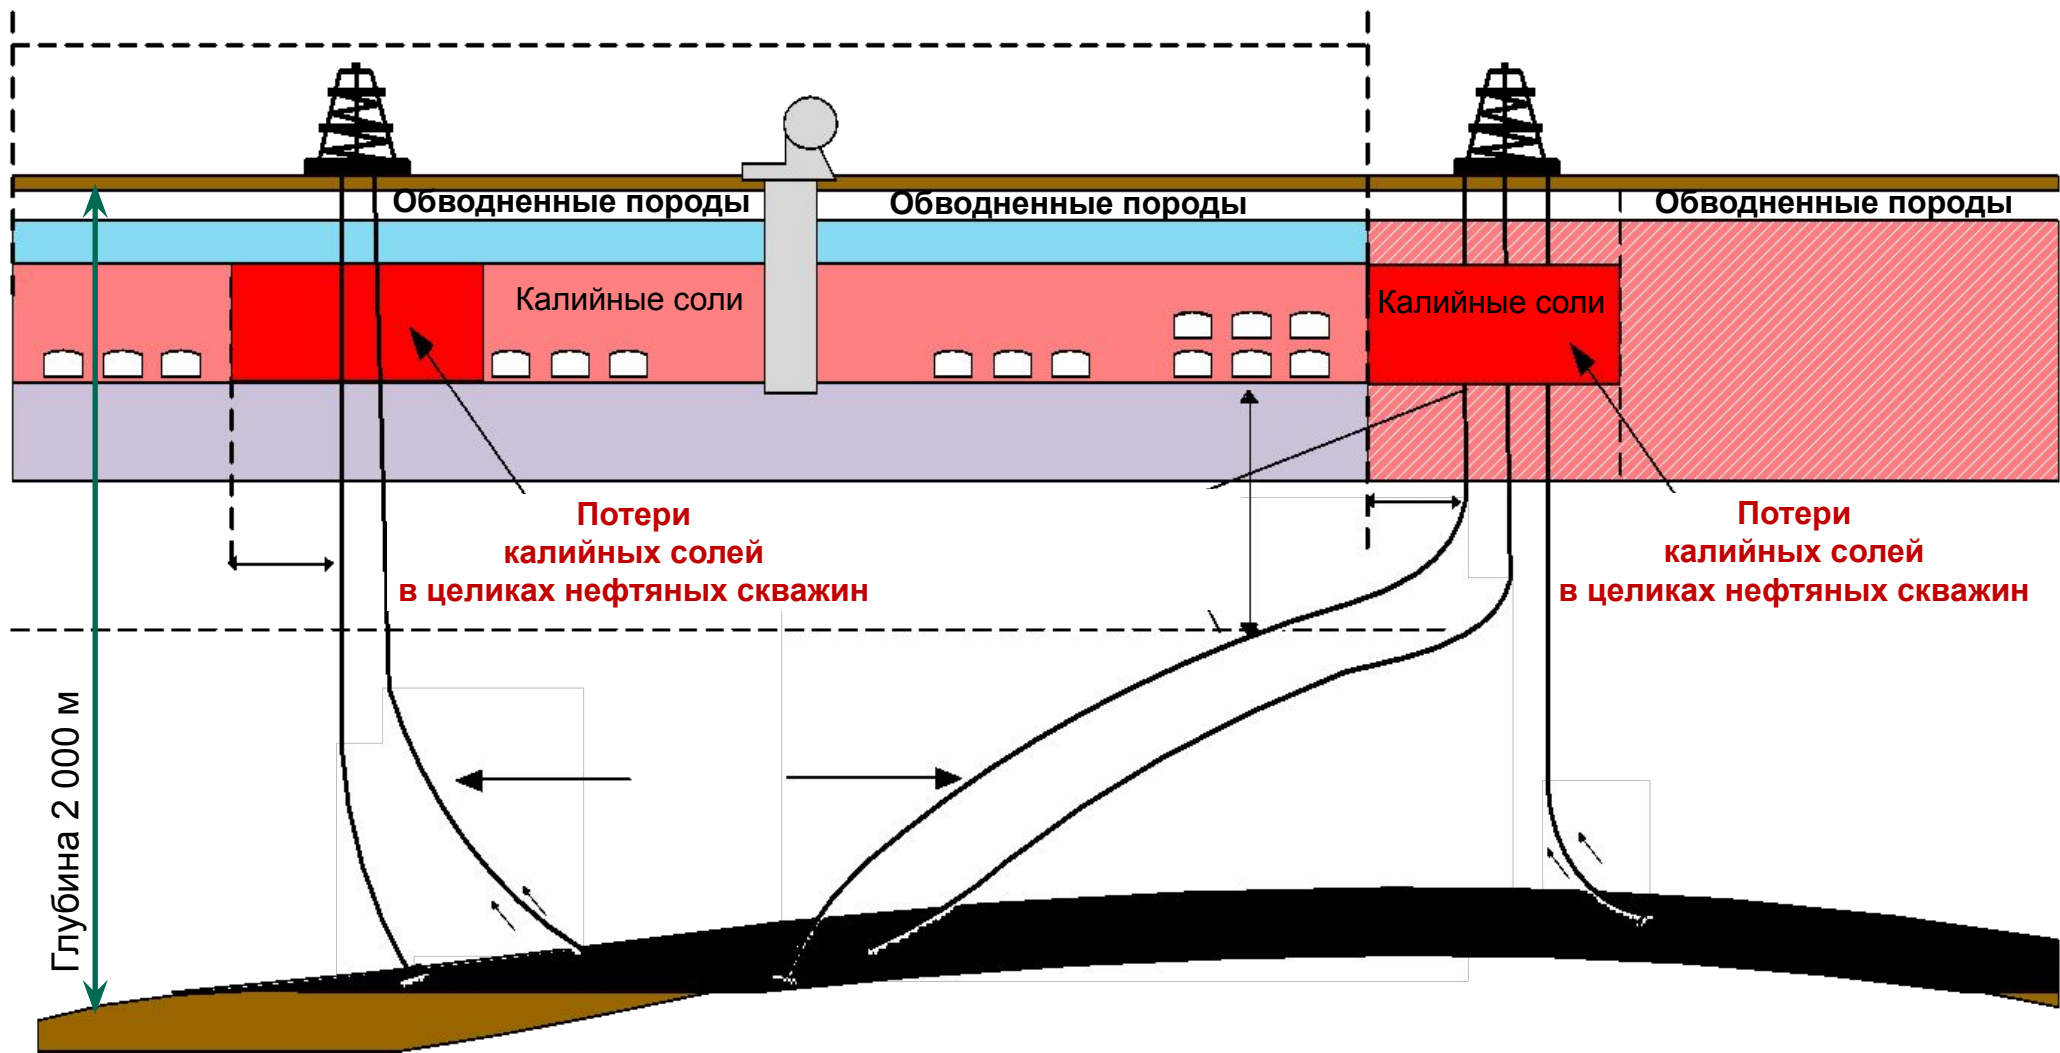 Обводненные породы
Обводненные породы
Обводненные породы
Калийные соли
Калийные соли
Потери
калийных солей
в целиках нефтяных скважин
Потери
калийных солей
в целиках нефтяных скважин
Глубина 2 000 м